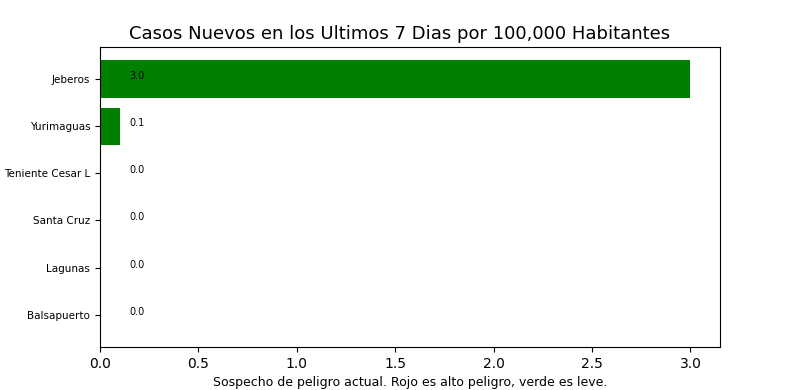 Casos Nuevos en los Ultimos 7 Dias por 100,000 Habitantes
Jeberos 3.0
Yurimaguas 0.1
Teniente Cesar L 0.0
Santa Cruz 0.0
Lagunas 0.0
Balsapuerto 0.0
0.0 0.5 1.0 1.5 2.0 2.5 3.0
Sospecho de peligro actual. Rojo es alto peligro, verde es leve.